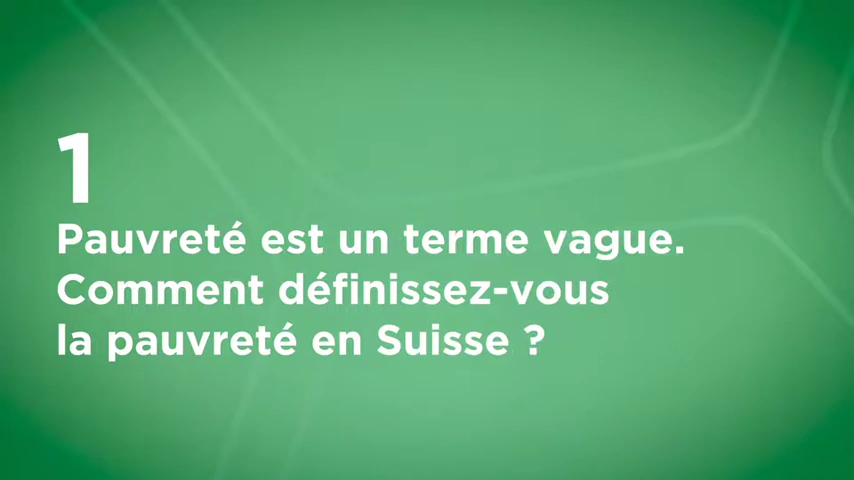 1
Pauvreté est un terme vague.
Comment définissez-vous
la pauvreté en Suisse ?